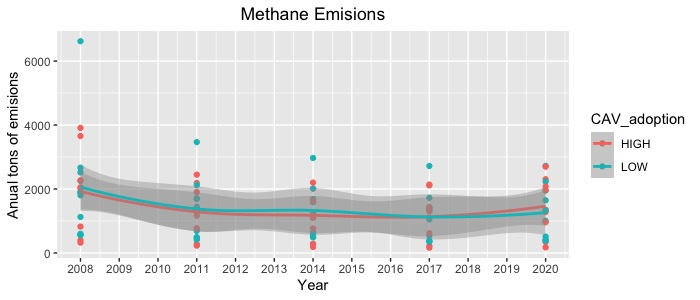 Methane Emisions
Anual tons of emisions
6000
4000
2000
0
2008 2009 2010 2011 2012 2013 2014 2015 2016 2017 2018 2019 2020
Year
CAV_adoption
HIGH
LOW